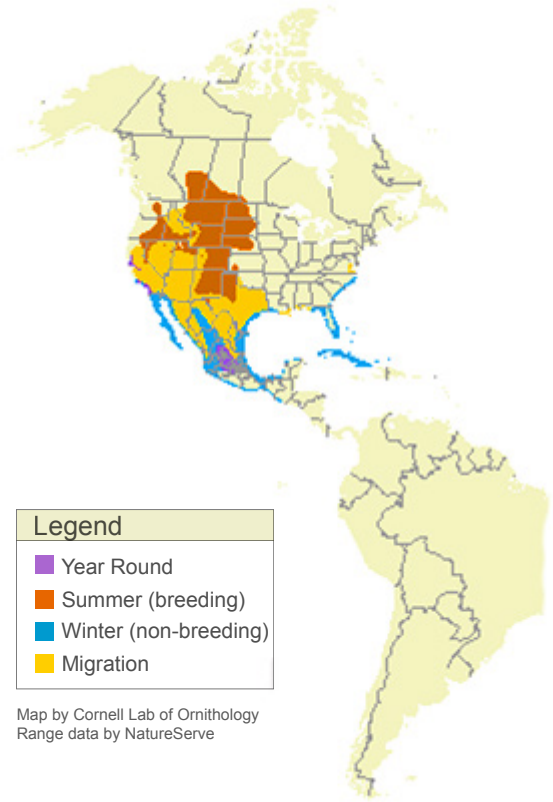 Legend
Year Round
Summer (breeding)
Winter (non-breeding)
Migration
Map by Cornell Lab of Ornithology
Range data by NatureServe